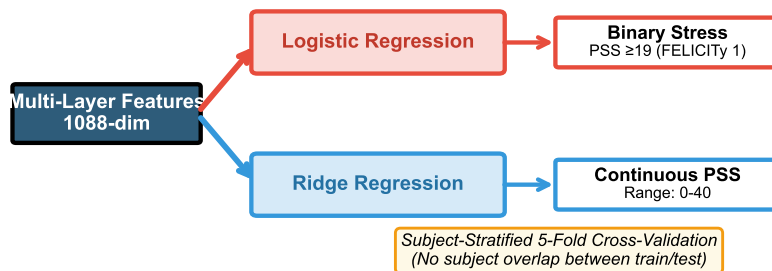 Multi-Layer Features
1088-dim
Logistic Regression
Binary Stress
PSS ≥19 (FELICITy 1)
Ridge Regression
Continuous PSS
Range: 0-40
Subject-Stratified 5-Fold Cross-Validation
(No subject overlap between train/test)